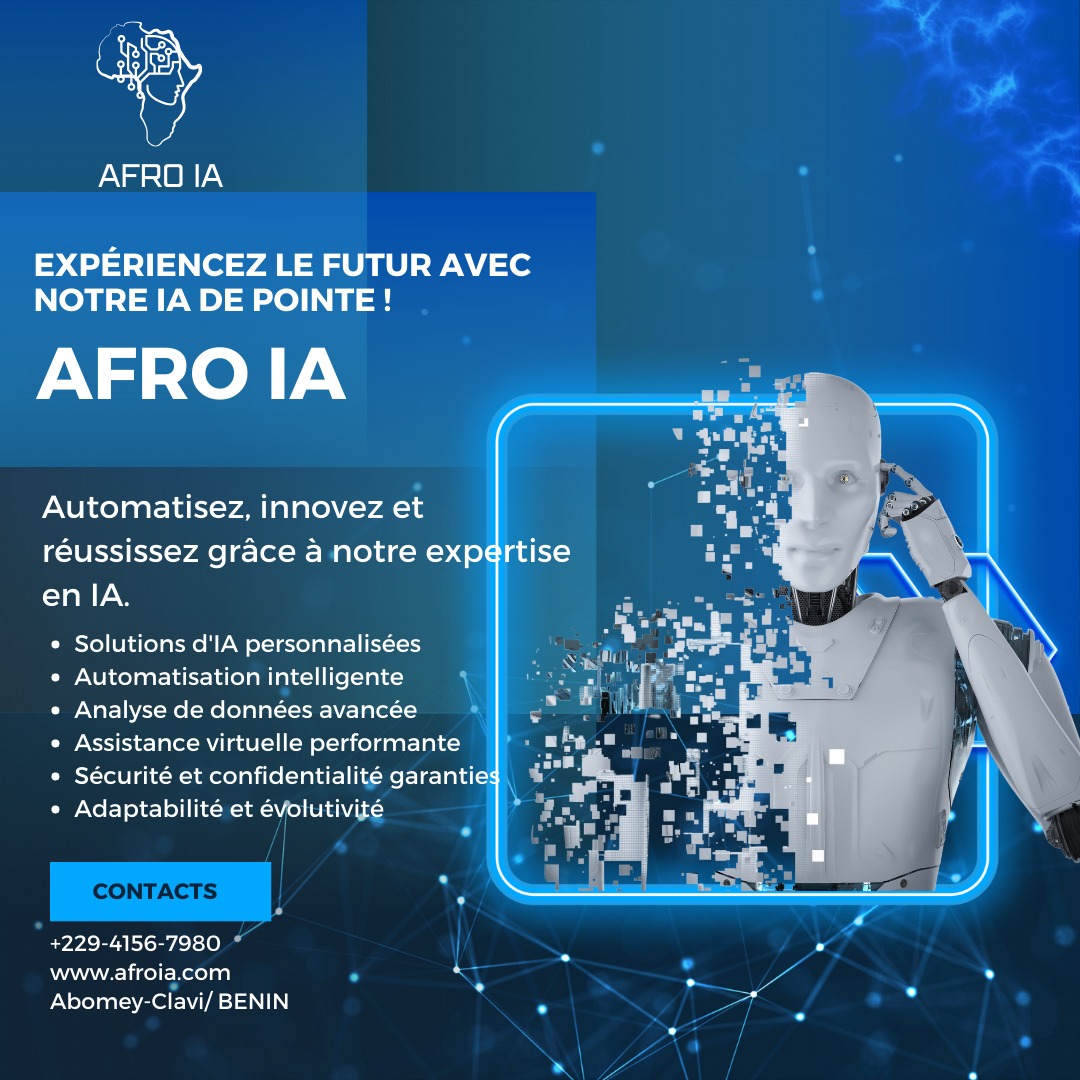 AFRO IA
EXPÉRIENCEZ LE FUTUR AVEC
NOTRE IA DE POINTE !
AFRO IA
Automatisez, innovez et
réussissez grâce à notre expertise
en IA.
• Solutions d'IA personnalisées
• Automatisation intelligente
• Analyse de données avancée
• Assistance virtuelle performante
• Sécurité et confidentialité garanties
• Adaptabilité et évolutivité
CONTACTS
+229-4156-7980
www.afroia.com
Abomey-Clavi/ BENIN